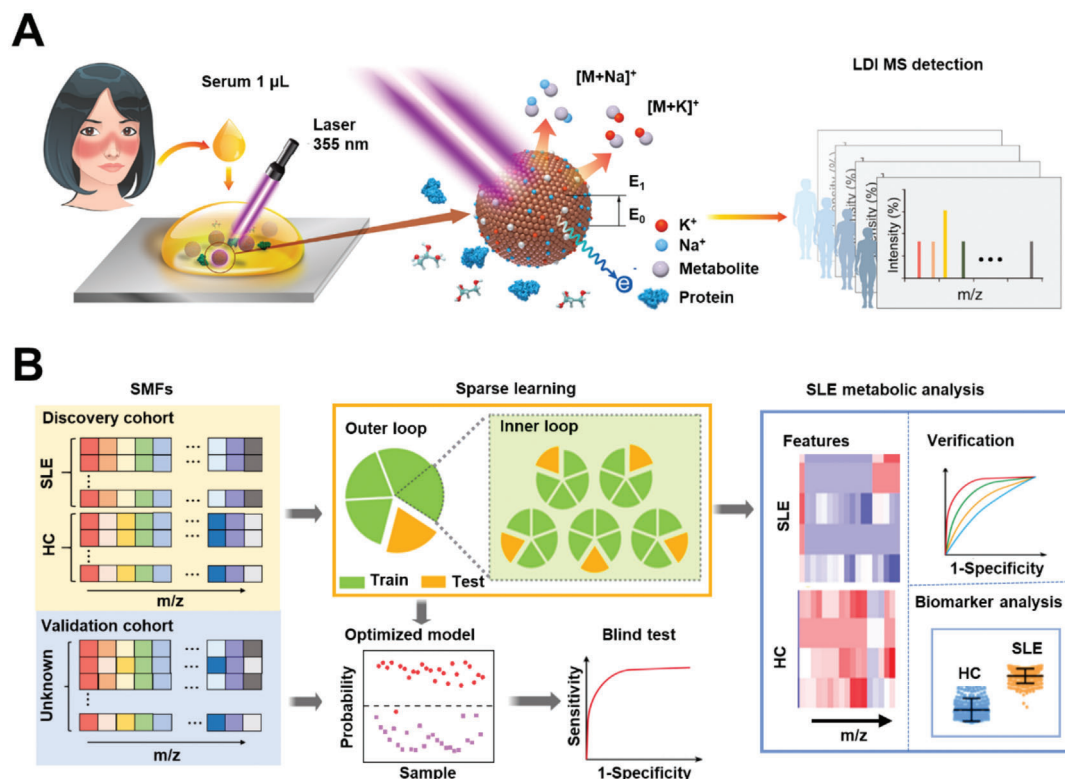 A
Serum 1 µL
Laser
355 nm
[M+Na]+
[M+K]+
E1
E0
e-
K+
Na+
Metabolite
Protein
LDI MS detection
Intensity (%)
m/z
B
SMFs
Discovery cohort
SLE
HC
m/z
Validation cohort
Unknown
m/z
Sparse learning
Outer loop
Inner loop
Train
Test
Optimized model
Probability
Sample
Blind test
Sensitivity
1-Specificity
SLE metabolic analysis
Features
SLE
HC
m/z
Verification
1-Specificity
Biomarker analysis
HC
SLE